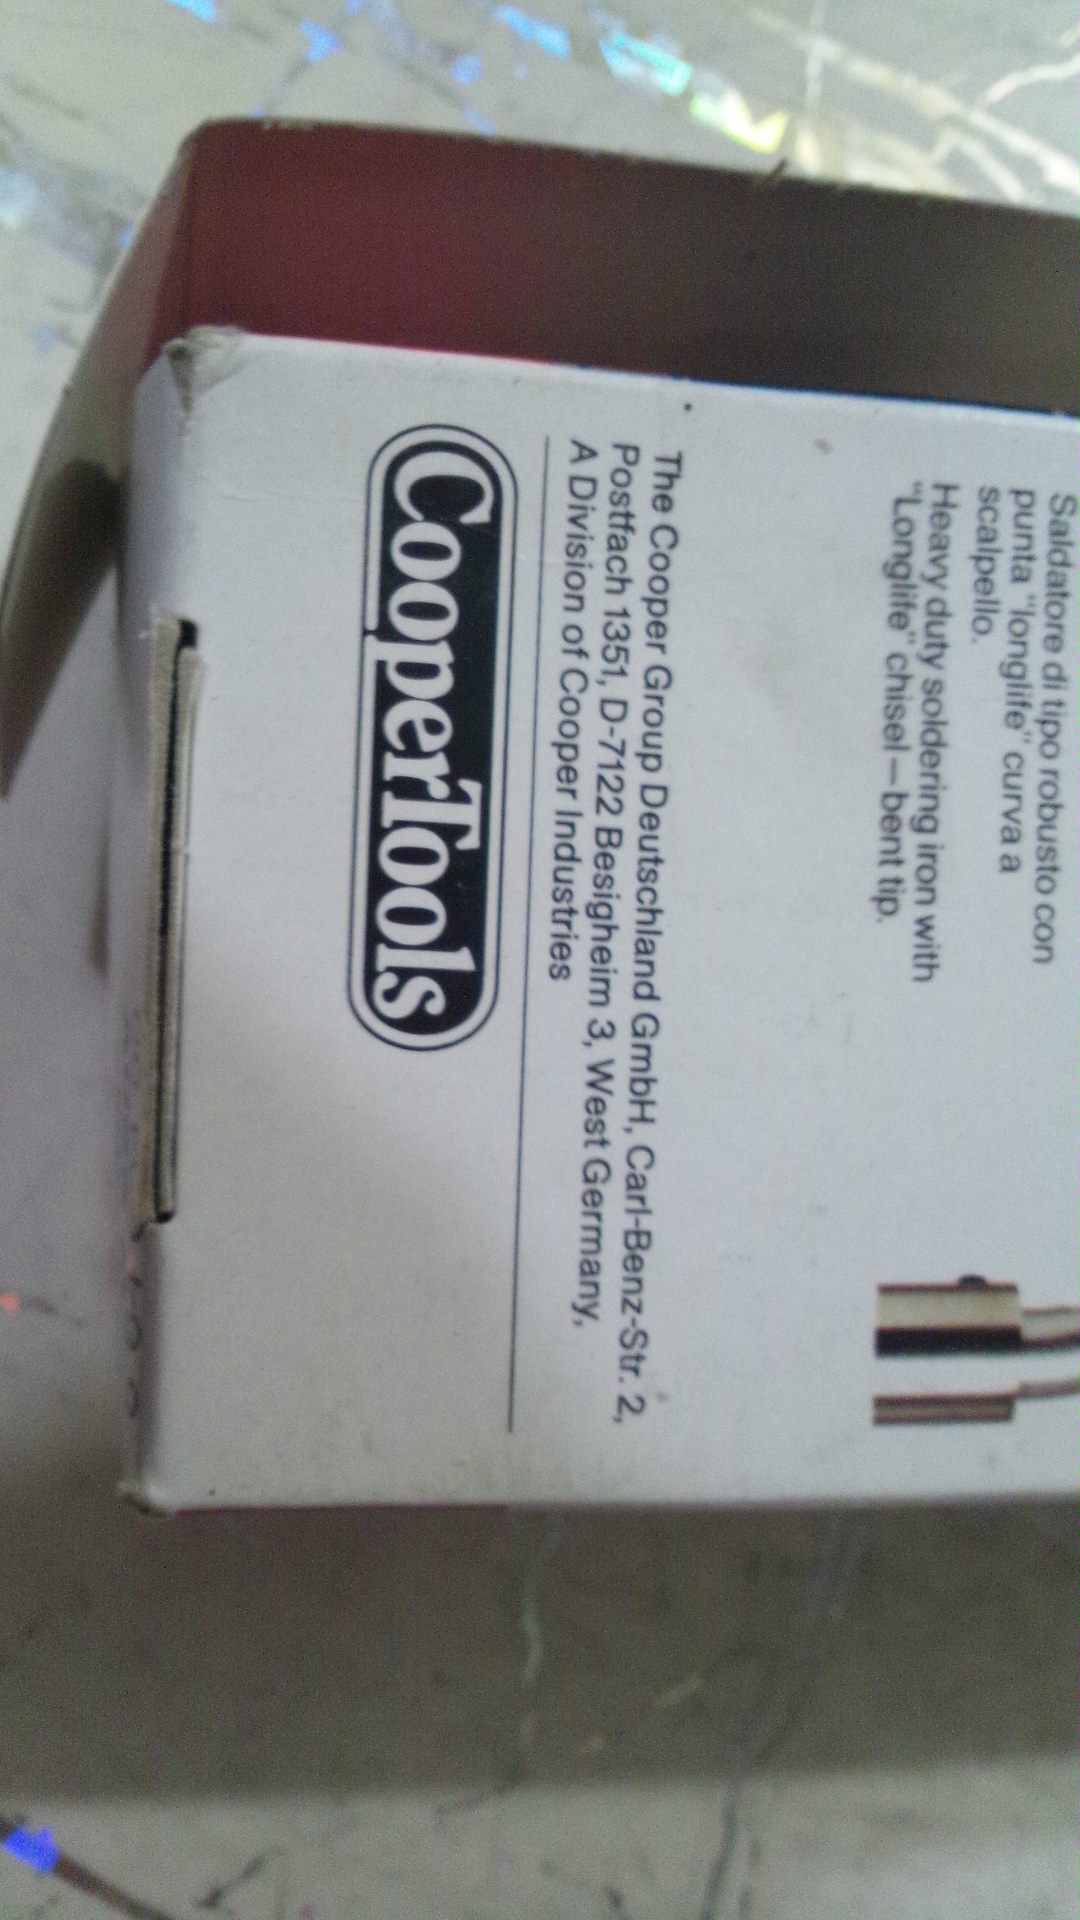 Saldatore di tipo robusto con
punta "longlife" curva a
scalpello.
Heavy duty soldering iron with
"Longlife" chisel – bent tip.
The Cooper Group Deutschland GmbH, Carl-Benz-Str. 2,
Postfach 1351, D-7122 Besigheim 3, West Germany,
A Division of Cooper Industries
CooperTools